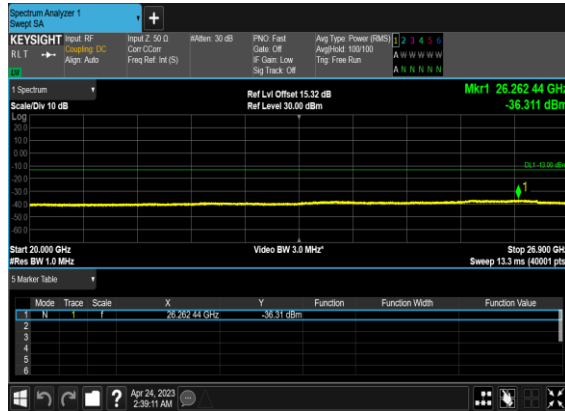 Spectrum Analyzer 1
Swept SA
+
KEYSIGHT Input: RF Input Z: 50 Ω #Atten: 30 dB PNO: Fast Avg Type: Power (RMS) 1 2 3 4 5 6
RLT Coupling: DC Corr CCorr Gate: Off Avg|Hold: 100/100 A W W W W W
Align: Auto Freq Ref: Int (S) IF Gain: Low Trig: Free Run
Sig Track: Off A N N N N N
1 Spectrum Ref Lvl Offset 15.32 dB Mkr1 26.262 44 GHz
Scale/Div 10 dB Ref Level 30.00 dBm -36.311 dBm
Log
20.0
10.0
0.00
-10.0
DL1 -13.00 dBm
-20.0
1
-30.0
-40.0
-50.0
-60.0
Start 20.000 GHz Video BW 3.0 MHz* Stop 26.900 GHz
#Res BW 1.0 MHz Sweep 13.3 ms (40001 pts)
5 Marker Table
Mode Trace Scale X Y Function Function Width Function Value
1 N 1 f 26.262 44 GHz -36.31 dBm
2
3
4
5
6
? Apr 24, 2023
2:39:11 AM